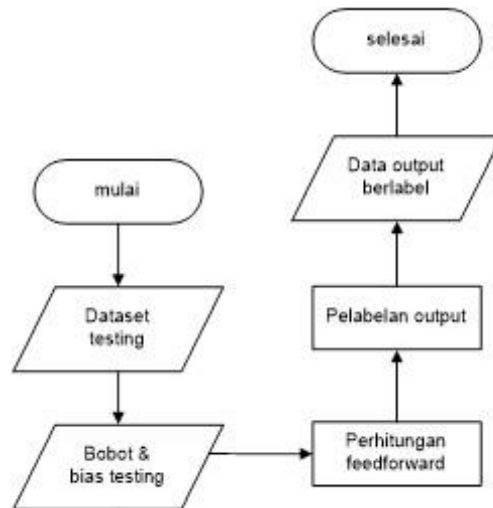 mulai
Dataset
testing
Bobot &
bias testing
Perhitungan
feedforward
Pelabelan output
Data output
berlabel
selesai